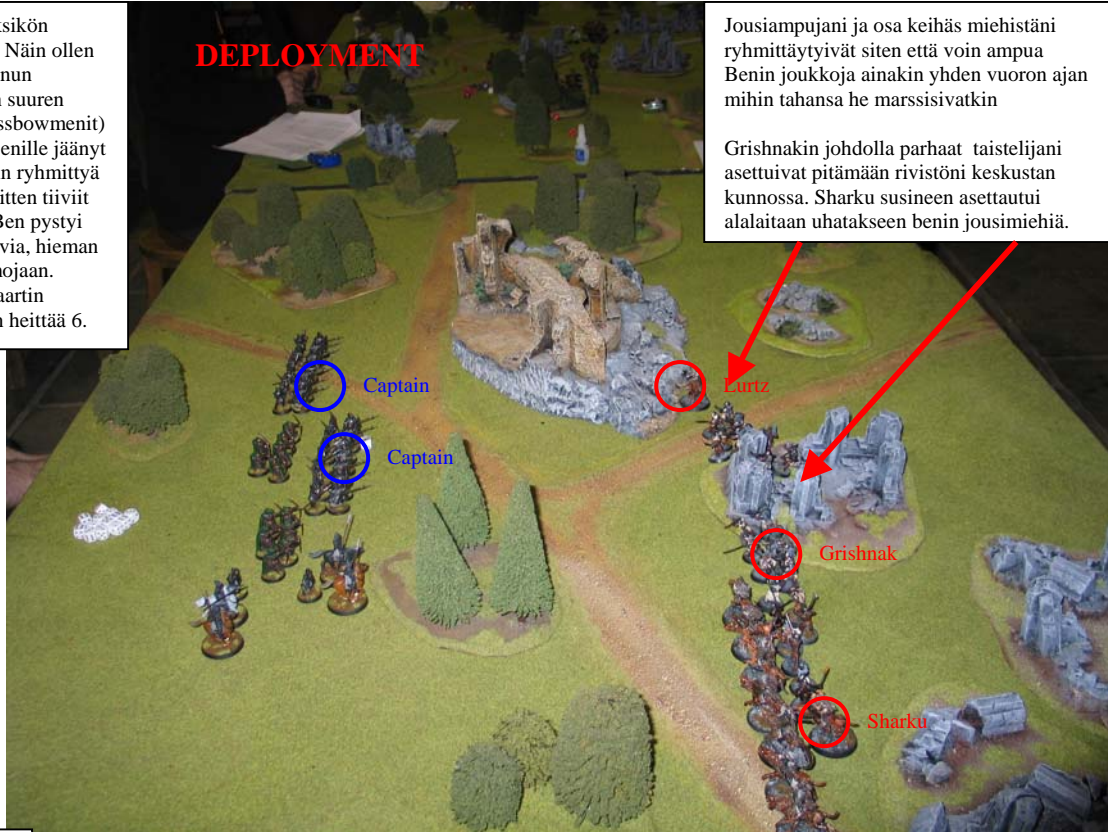 DEPLOYMENT
sikön
Näin ollen
nun
n suuren
ssbowmenit)
enille jäänyt
n ryhmittyä
itten tiiviit
Ben pystyi
via, hieman
nojaan.
aartin
n heittää 6.
Jousiampujani ja osa keihäs miehistäni
ryhmittäytyivät siten että voin ampua
Benin joukkoja ainakin yhden vuoron ajan
mihin tahansa he marssisivatkin
Grishnakin johdolla parhaat taistelijani
asettuivat pitämään rivistöni keskustan
kunnossa. Sharku susineen asettautui
alalaitaan uhatakseen benin jousimiehiä.
Captain
Lurtz
Captain
Grishnak
Sharku